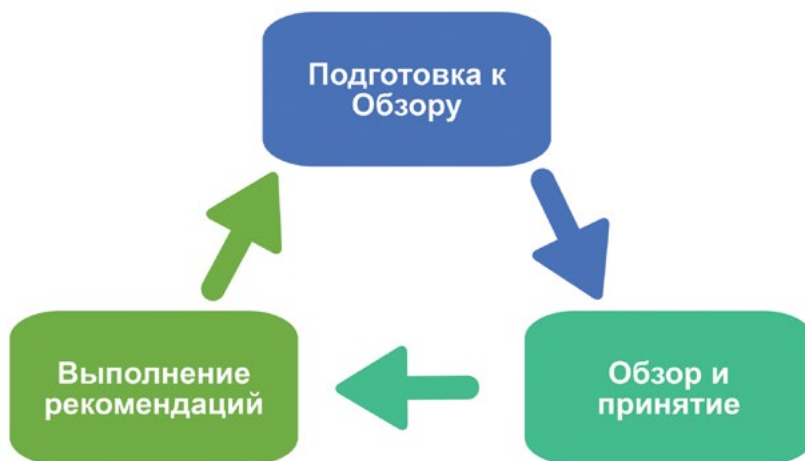 Подготовка к
Обзору
Обзор и
принятие
Выполнение
рекомендаций